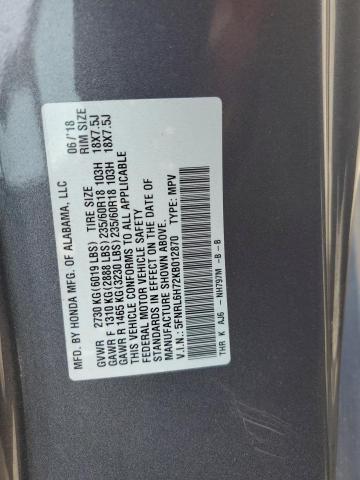 MFD. BY HONDA MFG. OF ALABAMA, LLC 06/'18
GVWR 2730 KG(6019 LBS) TIRE SIZE RIM SIZE
GAWR F 1310 KG(2888 LBS)235/60R18 103H 18X7.5J
GAWR R 1465 KG(3230 LBS)235/60R18 103H 18X7.5J
THIS VEHICLE CONFORMS TO ALL APPLICABLE
FEDERAL MOTOR VEHICLE SAFETY
STANDARDS IN EFFECT ON THE DATE OF
MANUFACTURE SHOWN ABOVE.
V.I.N.: 5FNRL6H72KB012870 TYPE: MPV
THR K AJ6 - NH797M -B-B